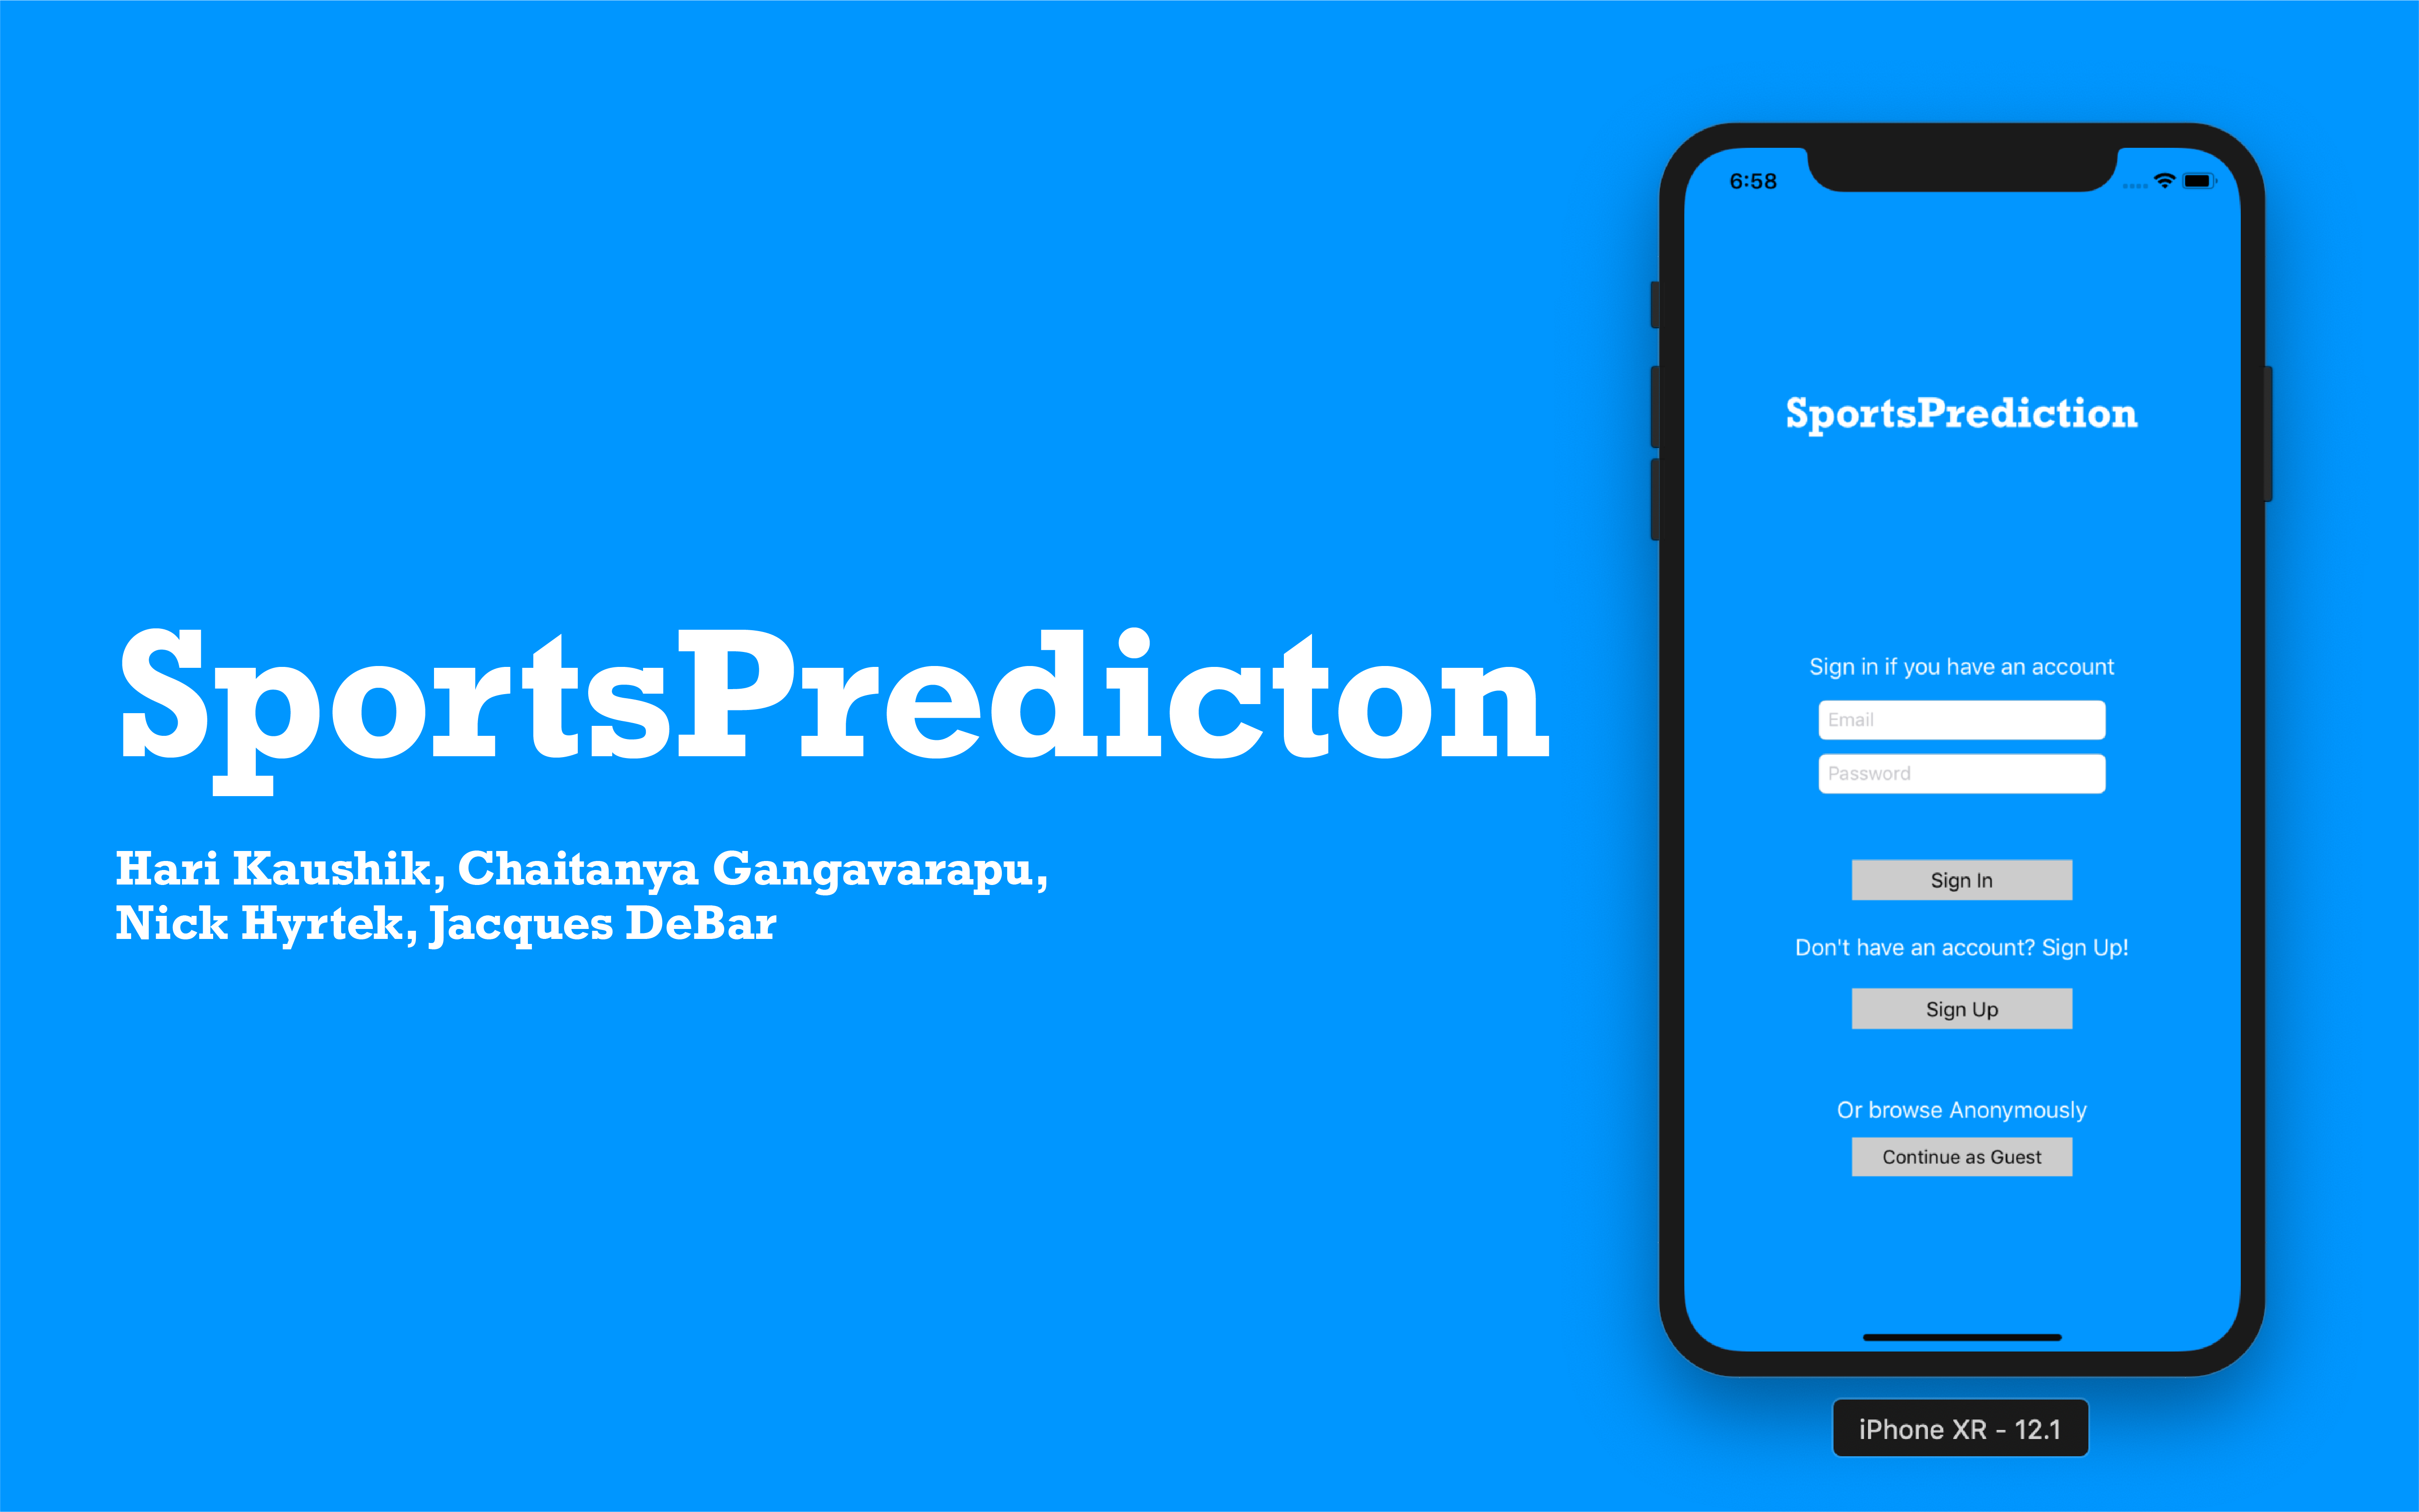 SportsPredicton
Hari Kaushik, Chaitanya Gangavarapu,
Nick Hyrtek, Jacques DeBar
6:58
SportsPrediction
Sign in if you have an account
Email
Password
Sign In
Don't have an account? Sign Up!
Sign Up
Or browse Anonymously
Continue as Guest
iPhone XR - 12.1